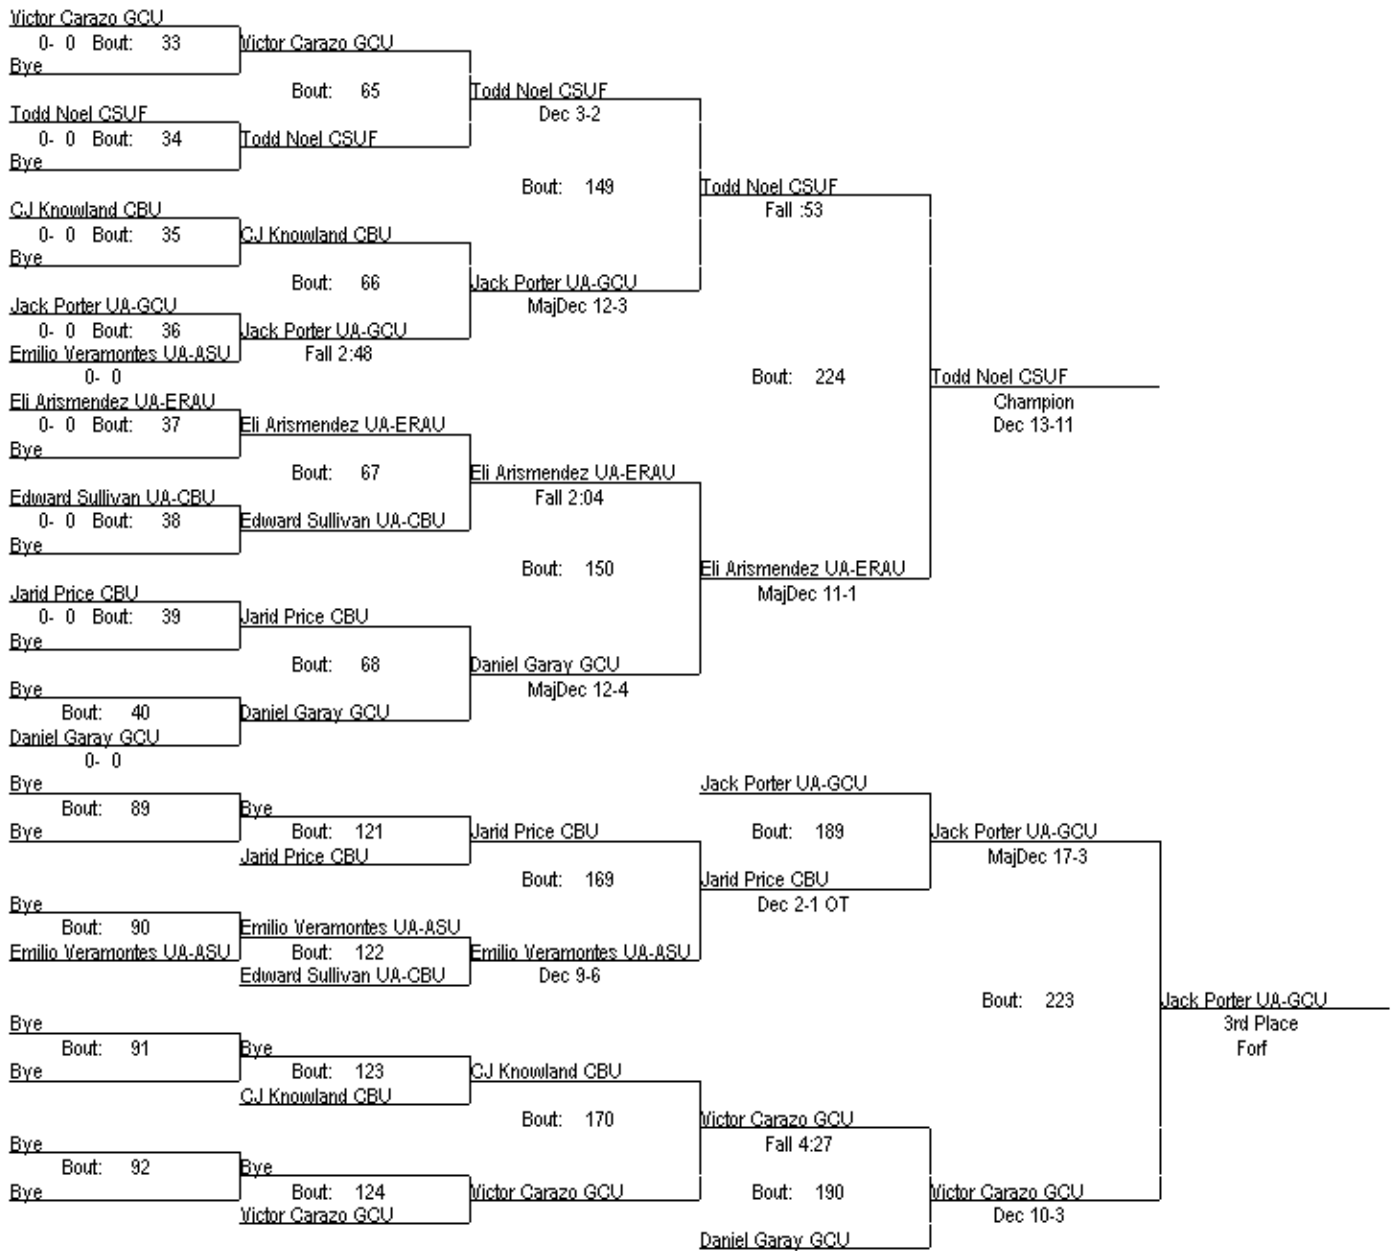 Victor Carazo GCU
0- 0 Bout: 33
Victor Carazo GCU
Bye
Bout: 65
Todd Noel CSUF
Dec 3-2
Todd Noel CSUF
0- 0 Bout: 34
Todd Noel CSUF
Bye
Bout: 149
Todd Noel CSUF
Fall :53
CJ Knowland CBU
0- 0 Bout: 35
CJ Knowland CBU
Bye
Bout: 66
Jack Porter UA-GCU
MajDec 12-3
Jack Porter UA-GCU
0- 0 Bout: 36
Jack Porter UA-GCU
Fall 2:48
Emilio Veramontes UA-ASU
0- 0
Bout: 224
Todd Noel CSUF
Champion
Dec 13-11
Eli Arismendez UA-ERAU
0- 0 Bout: 37
Eli Arismendez UA-ERAU
Bye
Bout: 67
Eli Arismendez UA-ERAU
Fall 2:04
Edward Sullivan UA-CBU
0- 0 Bout: 38
Edward Sullivan UA-CBU
Bye
Bout: 150
Eli Arismendez UA-ERAU
MajDec 11-1
Jarid Price CBU
0- 0 Bout: 39
Jarid Price CBU
Bye
Bout: 68
Daniel Garay GCU
MajDec 12-4
Bye
Bout: 40
Daniel Garay GCU
Daniel Garay GCU
0- 0
Bye
Bout: 89
Bye
Bye
Bout: 121
Jarid Price CBU
Jarid Price CBU
Jack Porter UA-GCU
Bout: 189
Jack Porter UA-GCU
MajDec 17-3
Bout: 169
Jarid Price CBU
Dec 2-1 OT
Bye
Bout: 90
Emilio Veramontes UA-ASU
Emilio Veramontes UA-ASU
Bout: 122
Emilio Veramontes UA-ASU
Dec 9-6
Edward Sullivan UA-CBU
Bout: 223
Jack Porter UA-GCU
3rd Place
Forf
Bye
Bout: 91
Bye
Bye
Bout: 123
CJ Knowland CBU
CJ Knowland CBU
Bout: 170
Victor Carazo GCU
Fall 4:27
Bye
Bout: 92
Bye
Bye
Bout: 124
Victor Carazo GCU
Victor Carazo GCU
Bout: 190
Victor Carazo GCU
Dec 10-3
Daniel Garay GCU